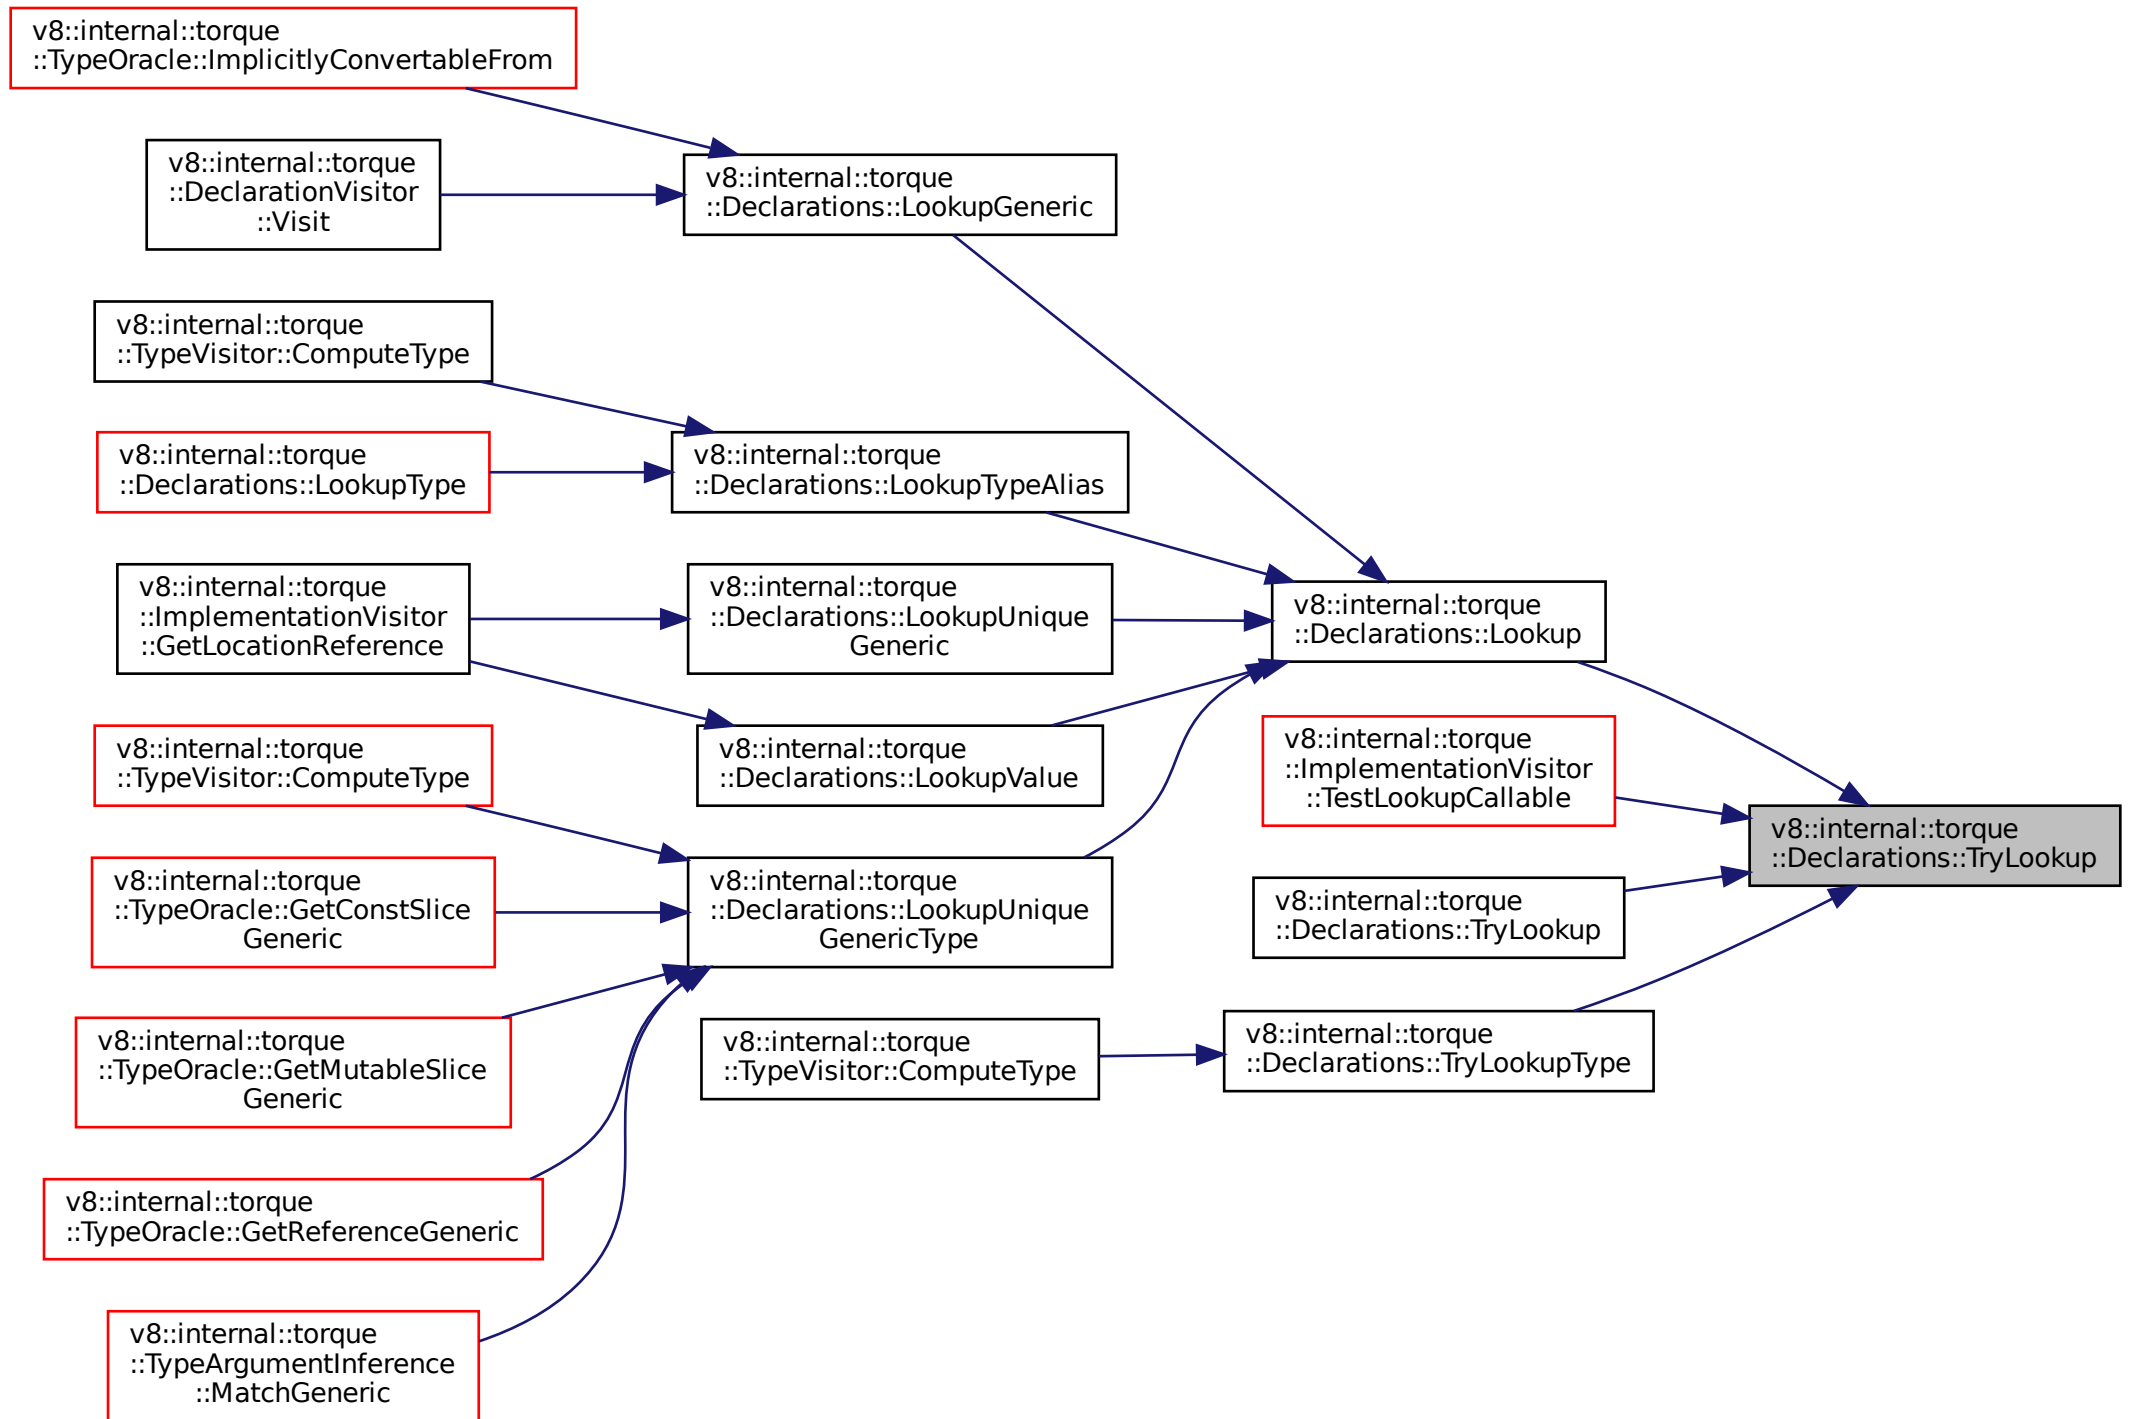 v8::internal::torque
::TypeOracle::ImplicitlyConvertableFrom
v8::internal::torque
::DeclarationVisitor
::Visit
v8::internal::torque
::Declarations::LookupGeneric
v8::internal::torque
::TypeVisitor::ComputeType
v8::internal::torque
::Declarations::LookupType
v8::internal::torque
::Declarations::LookupTypeAlias
v8::internal::torque
::ImplementationVisitor
::GetLocationReference
v8::internal::torque
::Declarations::LookupUnique
Generic
v8::internal::torque
::Declarations::Lookup
v8::internal::torque
::TypeVisitor::ComputeType
v8::internal::torque
::Declarations::LookupValue
v8::internal::torque
::ImplementationVisitor
::TestLookupCallable
v8::internal::torque
::Declarations::TryLookup
v8::internal::torque
::TypeOracle::GetConstSlice
Generic
v8::internal::torque
::Declarations::LookupUnique
GenericType
v8::internal::torque
::Declarations::TryLookup
v8::internal::torque
::TypeOracle::GetMutableSlice
Generic
v8::internal::torque
::TypeVisitor::ComputeType
v8::internal::torque
::Declarations::TryLookupType
v8::internal::torque
::TypeOracle::GetReferenceGeneric
v8::internal::torque
::TypeArgumentInference
::MatchGeneric